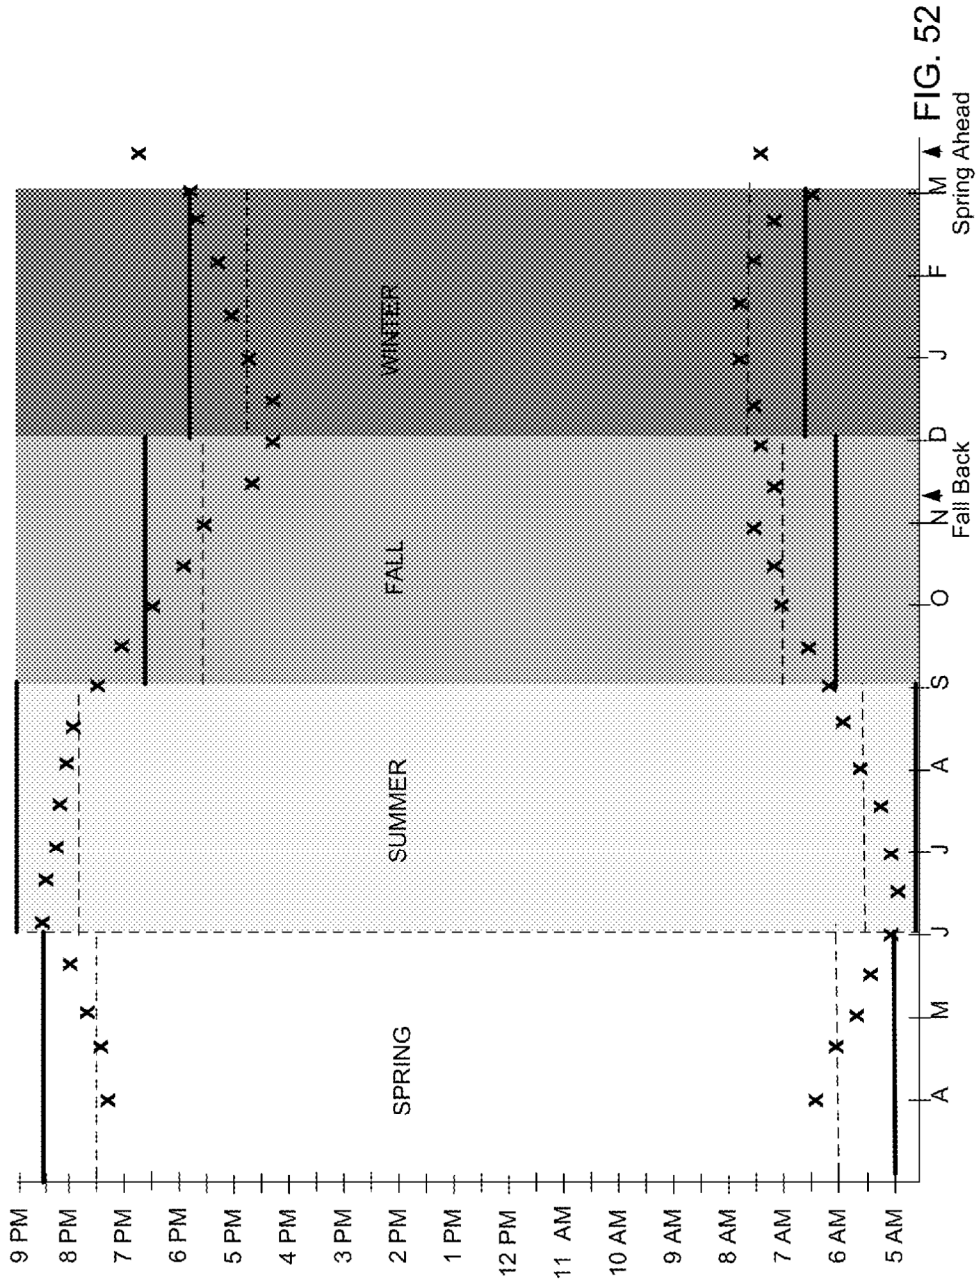 9 PM
8 PM
7 PM
6 PM
5 PM
4 PM
3 PM
2 PM
1 PM
12 PM
11 AM
10 AM
9 AM
8 AM
7 AM
6 AM
5 AM
SPRING
SUMMER
FALL
WINTER
A M J J A S O N D J F M
Fall Back
Spring Ahead
FIG. 52